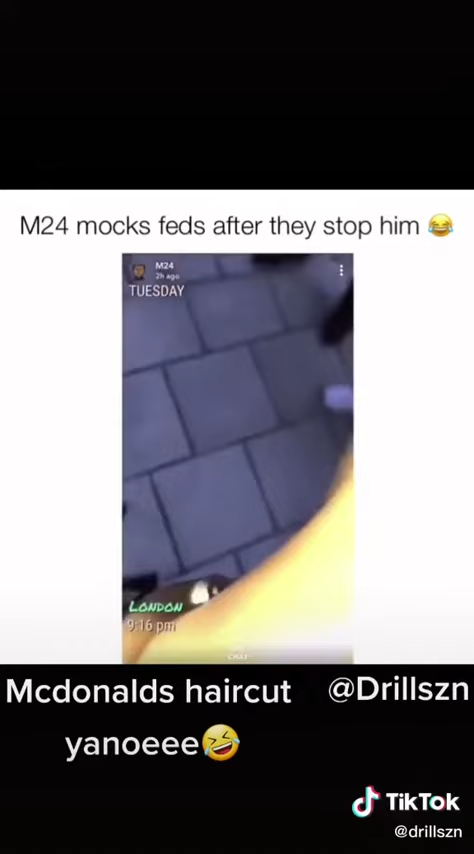 M24 mocks feds after they stop him 😂
M24
2h ago
TUESDAY
LONDON
9:16 pm
CHAT
Mcdonalds haircut
@Drillszn
yanoeee🤣
TikTok
@drillszn